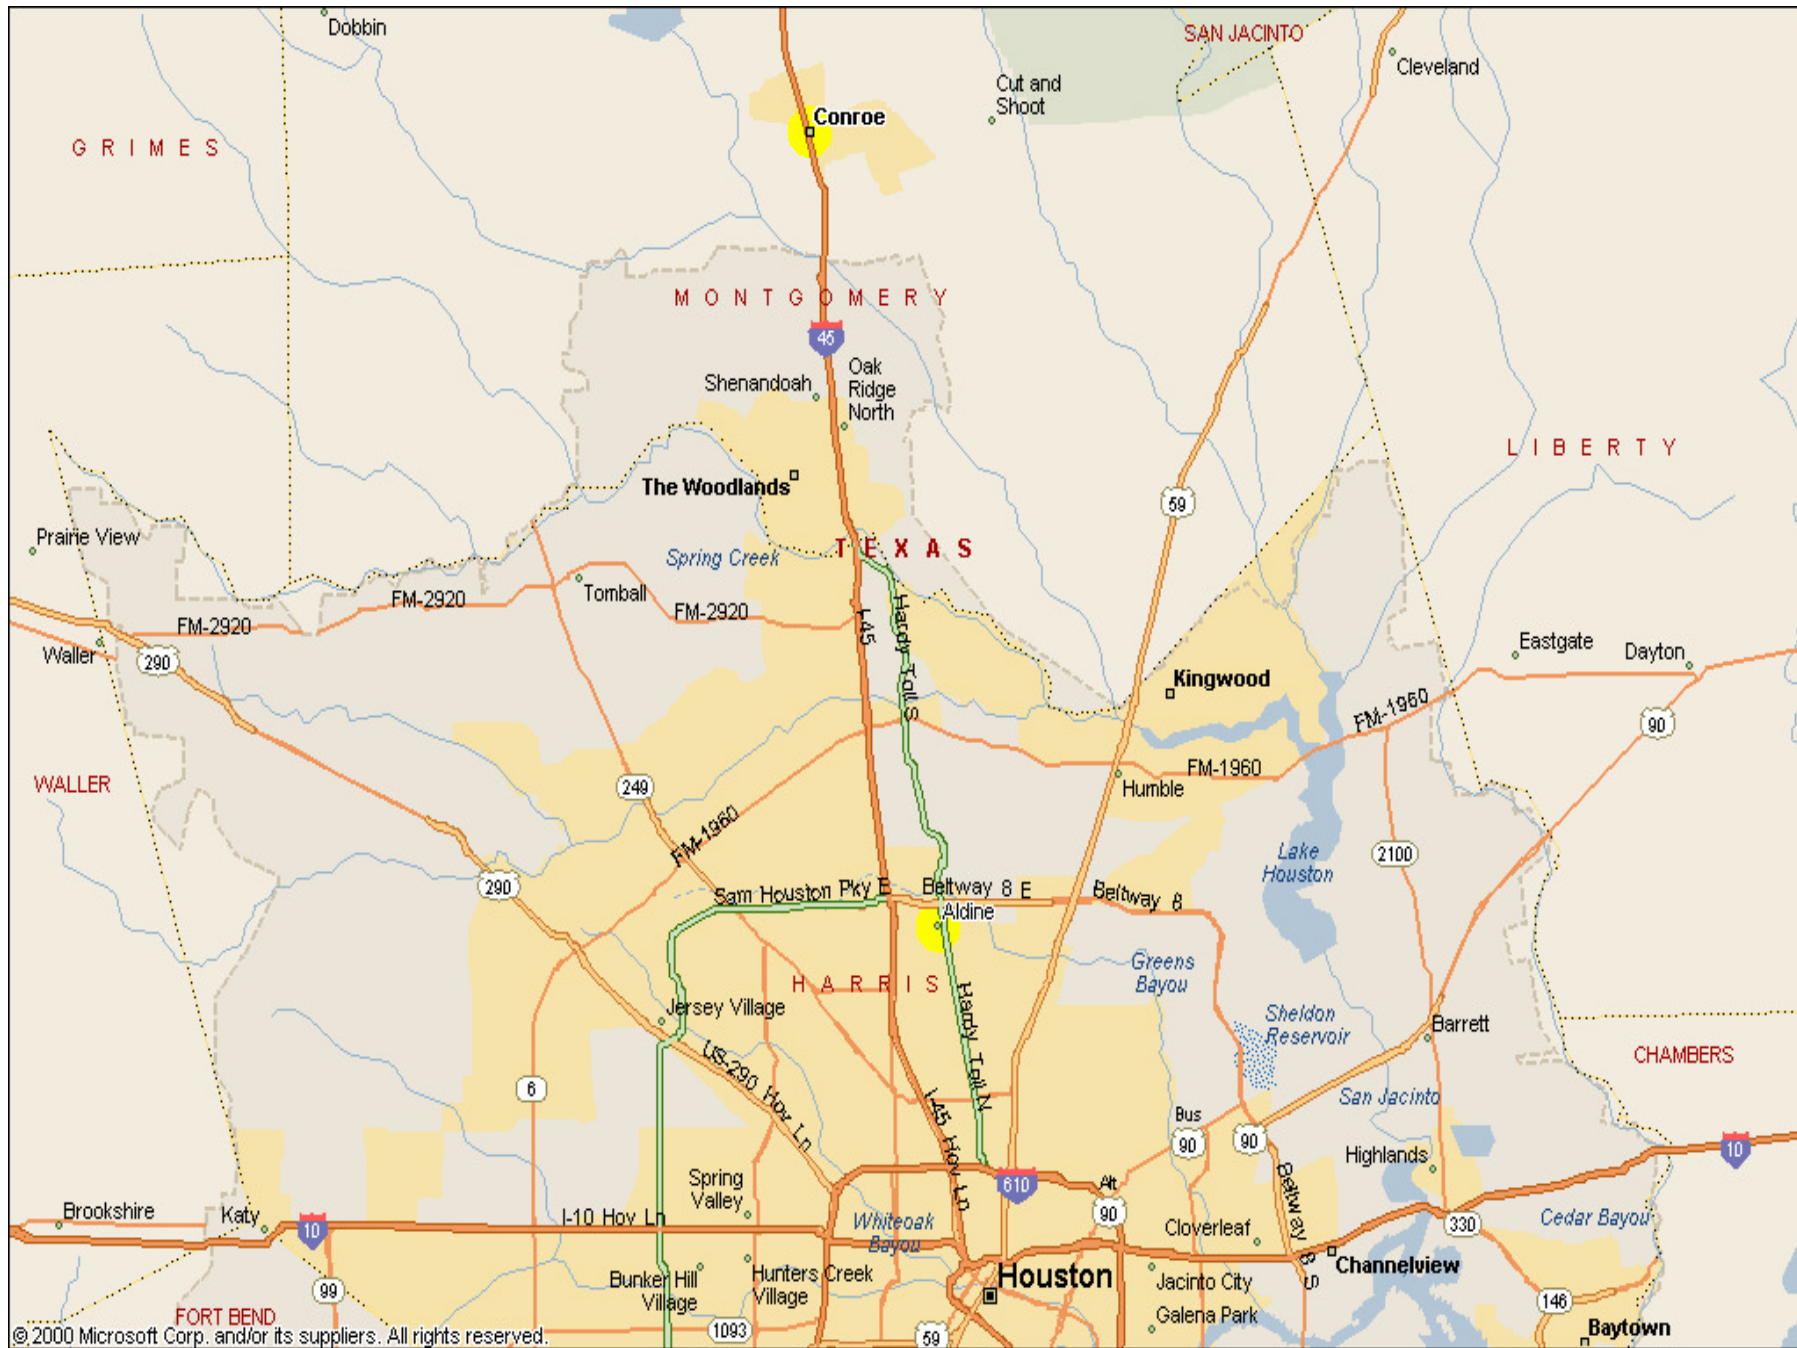 Dobbin
SAN JACINTO
Cleveland
Cut and
Shoot
Conroe
GRIMES
MONTGOMERY
45
Oak
Ridge
North
Shenandoah
LIBERTY
The Woodlands
59
Prairie View
TEXAS
Spring Creek
Tomball
FM-2920
FM-2920
FM-2920
I-45
Hardy Toll S
Waller
290
Eastgate
Dayton
Kingwood
FM-1960
90
WALLER
249
FM-1960
Humble
FM-1960
Lake
Houston
2100
290
Sam Houston Pky E
Beltway 8 E
Beltway 8
Aldine
Greens
Bayou
HARRIS
Jersey Village
Hardy Toll N
Sheldon
Reservoir
Barrett
CHAMBERS
US-290 Hov Ln
6
I-45 Hov Ln
San Jacinto
Bus
90
90
Highlands
10
Spring
Valley
610
Alt
90
Beltway 8 S
Brookshire
Katy
10
I-10 Hov Ln
Whiteoak
Bayou
Cloverleaf
330
Cedar Bayou
Channelview
Bunker Hill
Village
Hunters Creek
Village
Houston
Jacinto City
99
146
FORT BEND
Galena Park
1093
59
Baytown
© 2000 Microsoft Corp. and/or its suppliers. All rights reserved.